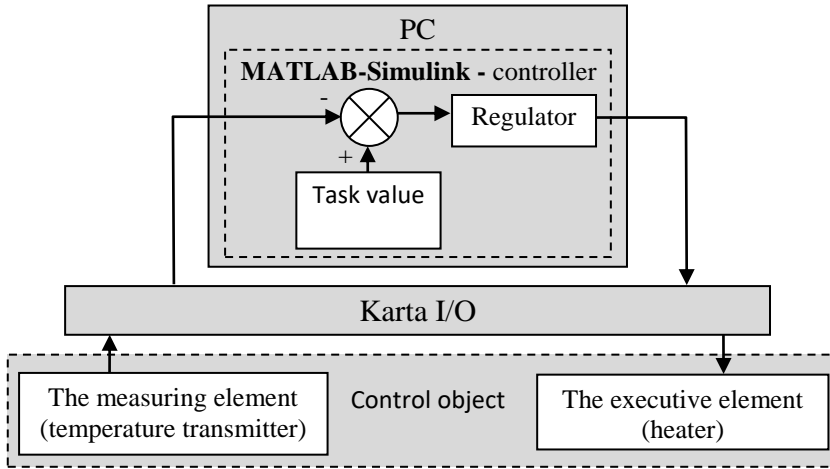 PC
MATLAB-Simulink - controller
-
Regulator
+
Task value
Karta I/O
The measuring element
(temperature transmitter)
Control object
The executive element
(heater)